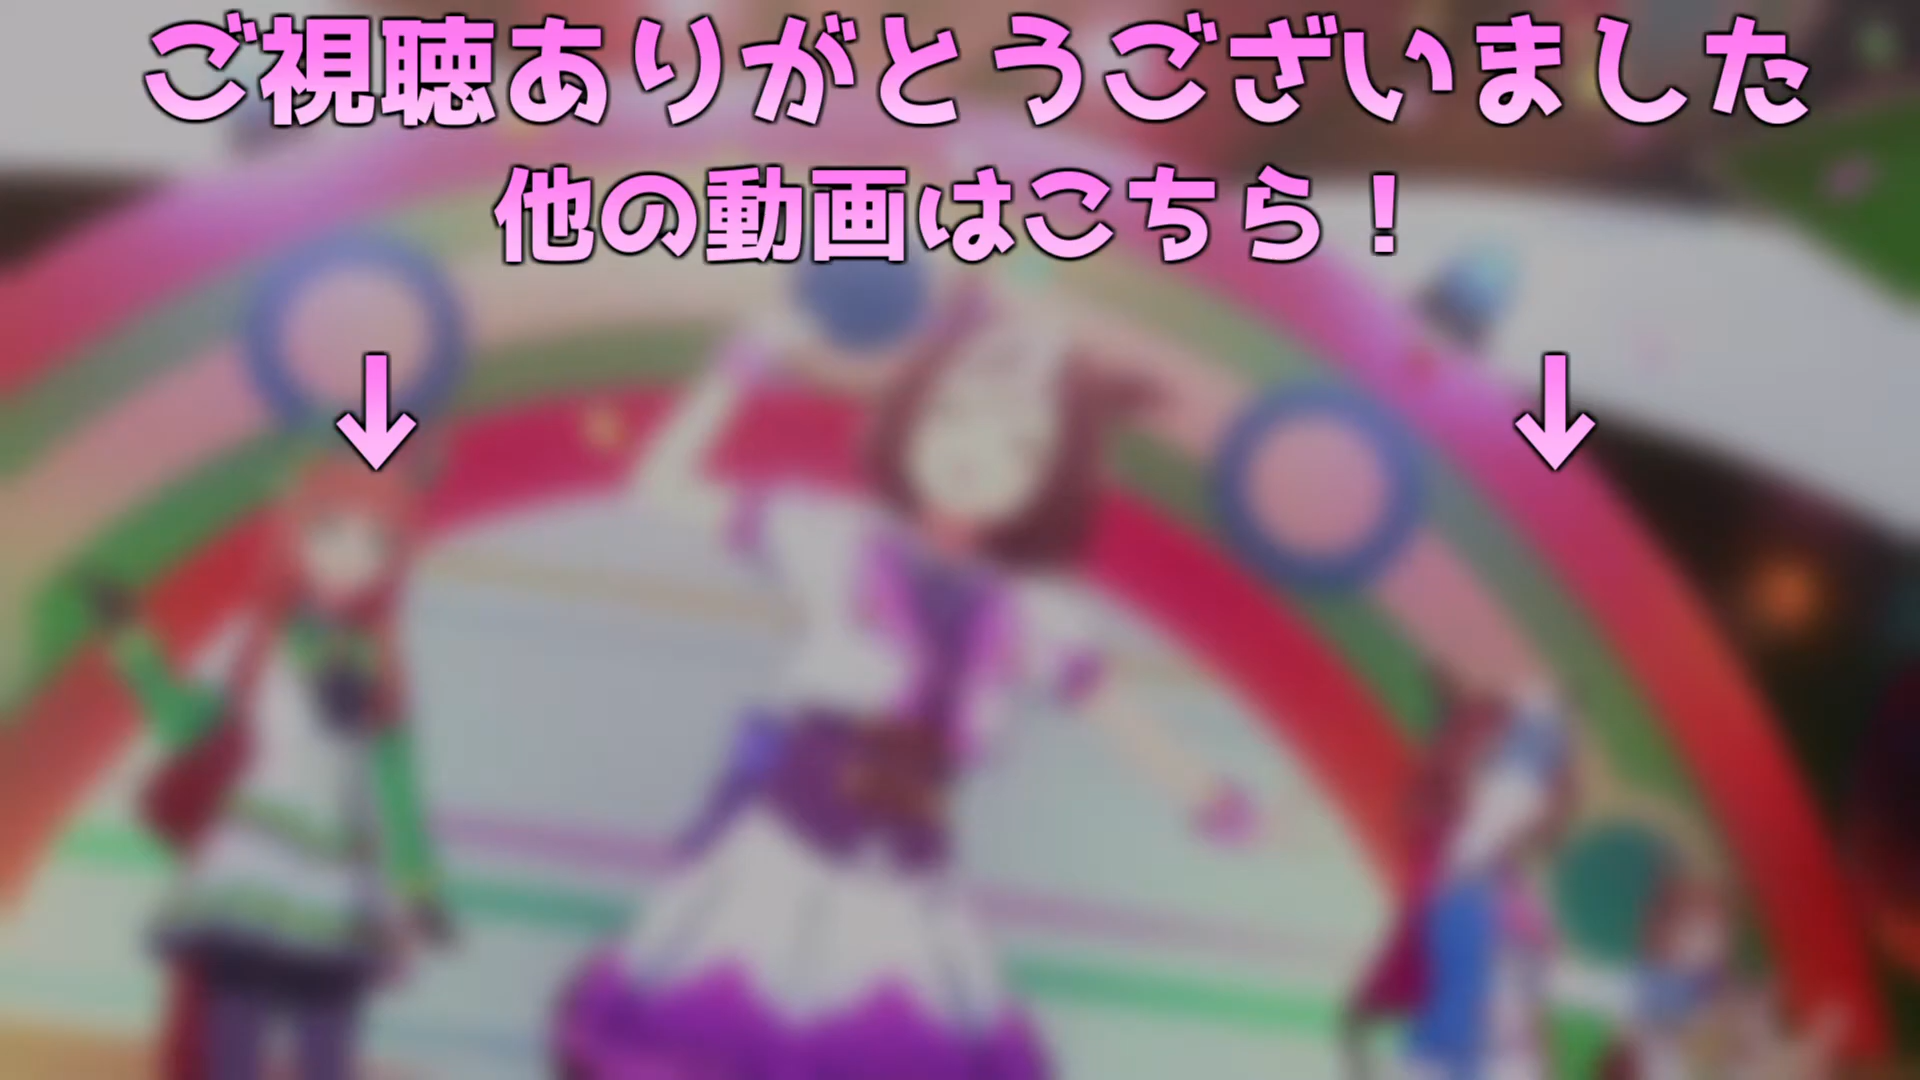 ご視聴ありがとうございました
他の動画はこちら！
↓ ↓